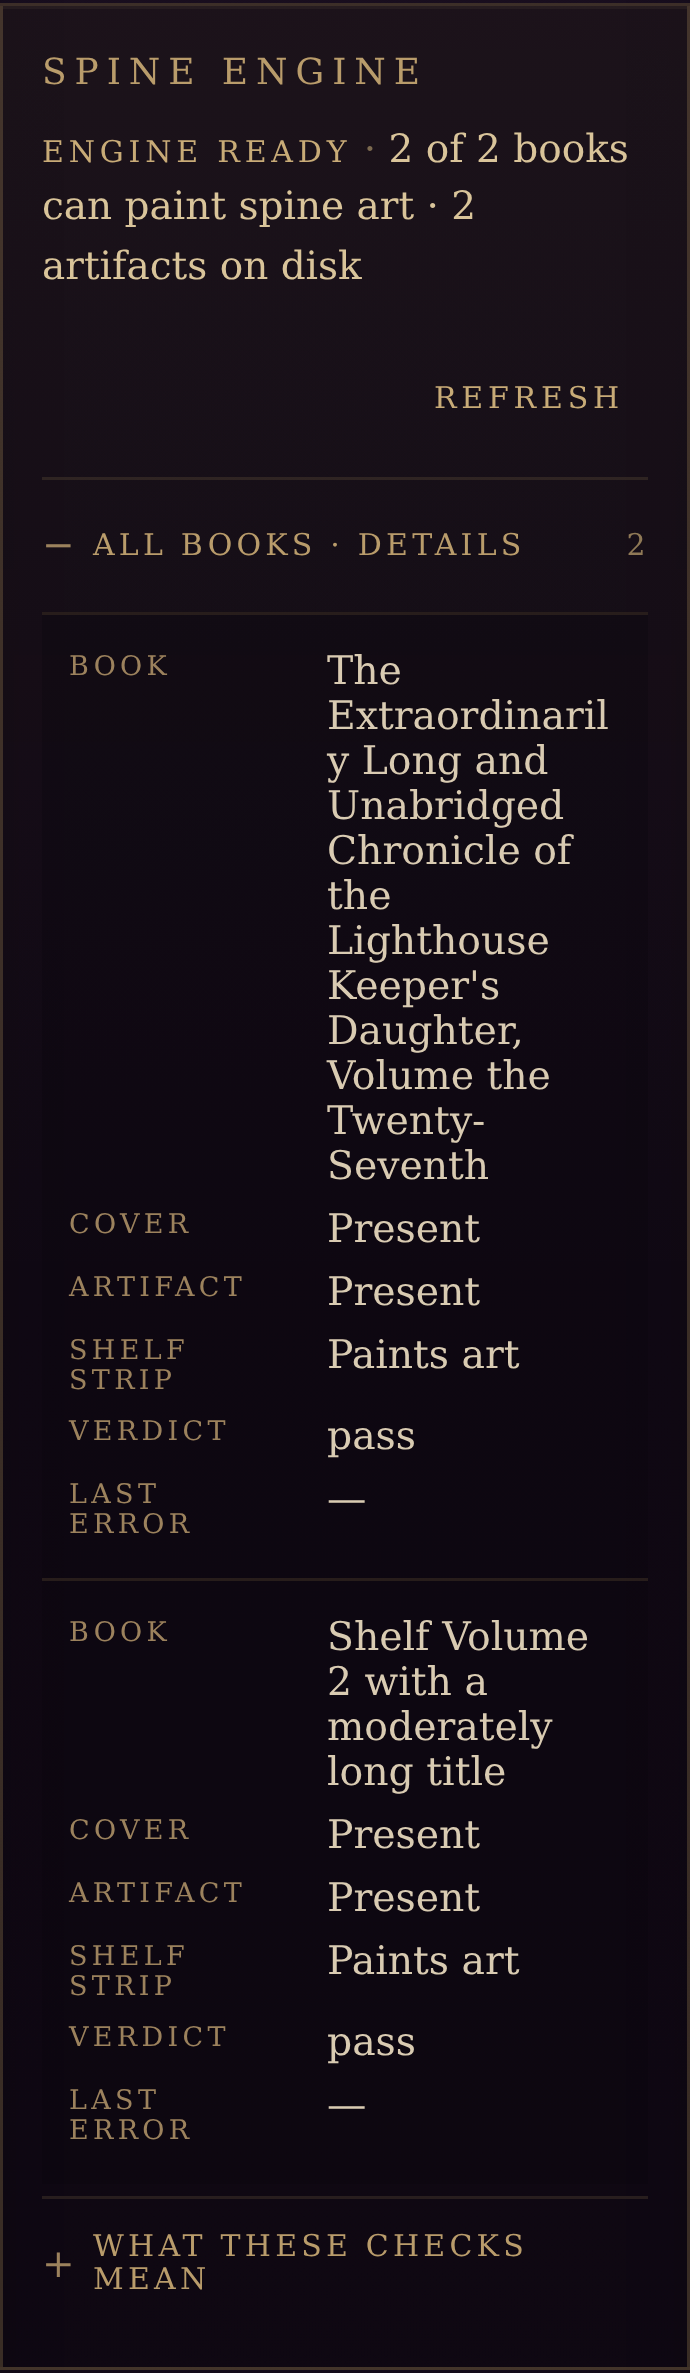 SPINE ENGINE
ENGINE READY · 2 of 2 books
can paint spine art · 2
artifacts on disk
REFRESH
— ALL BOOKS · DETAILS 2
BOOK The
Extraordinaril
y Long and
Unabridged
Chronicle of
the
Lighthouse
Keeper's
Daughter,
Volume the
Twenty-
Seventh
COVER Present
ARTIFACT Present
SHELF Paints art
STRIP
VERDICT pass
LAST —
ERROR
BOOK Shelf Volume
2 with a
moderately
long title
COVER Present
ARTIFACT Present
SHELF Paints art
STRIP
VERDICT pass
LAST —
ERROR
+ WHAT THESE CHECKS
MEAN